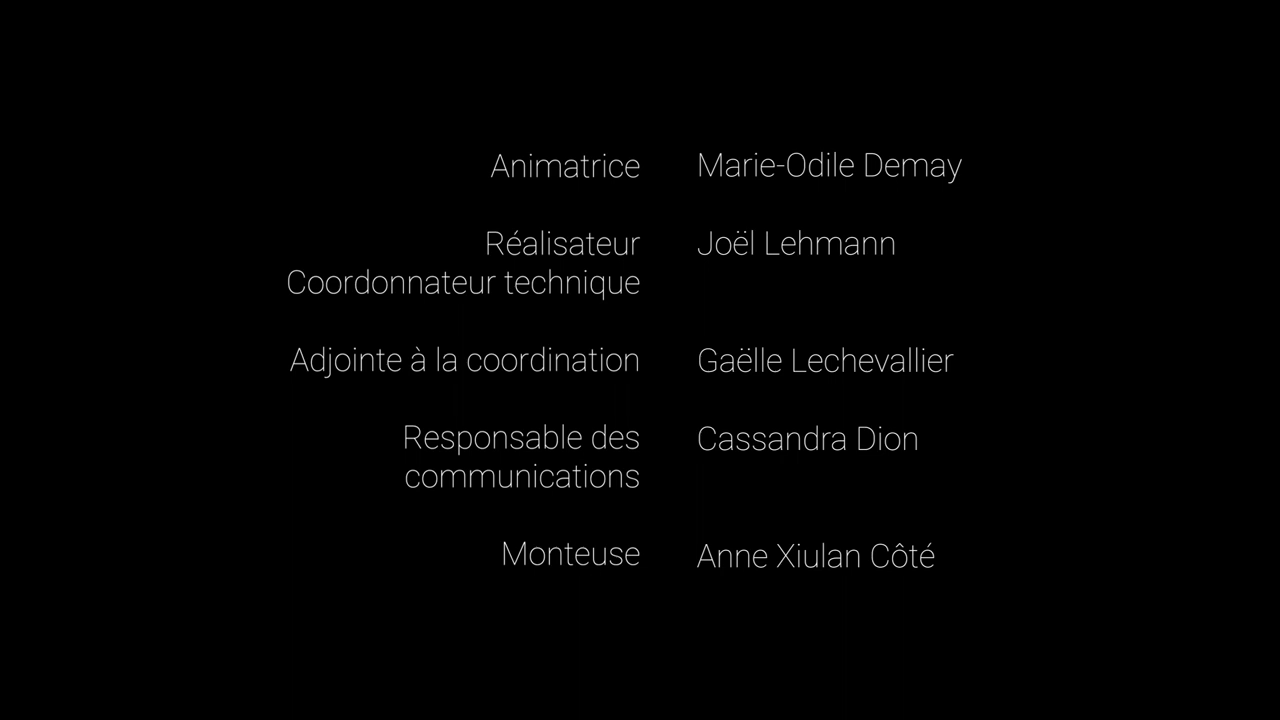 Animatrice Marie-Odile Demay
Réalisateur Joël Lehmann
Coordonnateur technique
Adjointe à la coordination Gaëlle Lechevallier
Responsable des Cassandra Dion
communications
Monteuse Anne Xiulan Côté